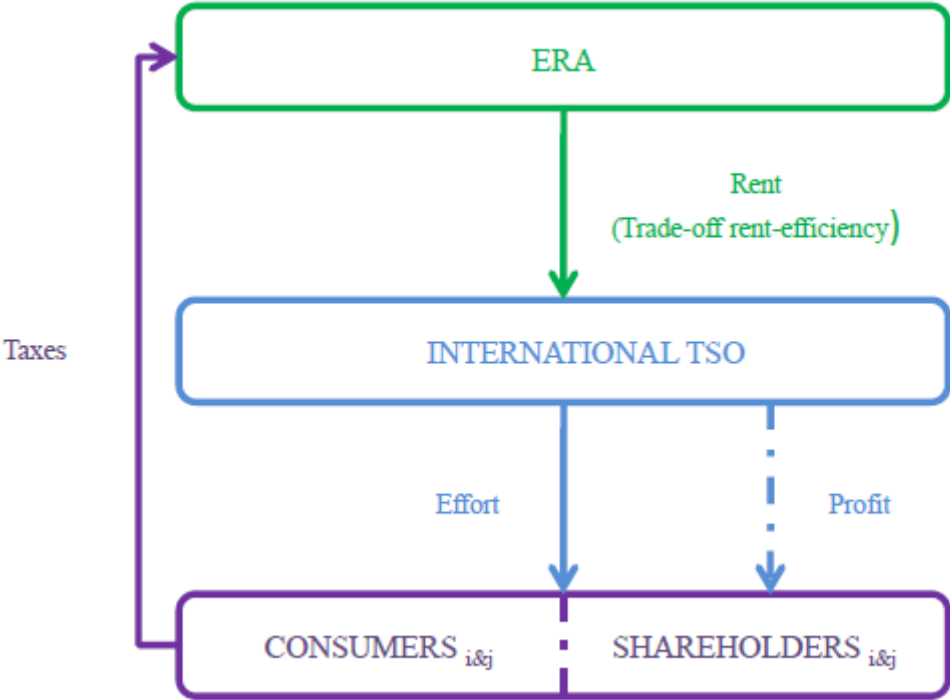 ERA
Rent
(Trade-off rent-efficiency)
INTERNATIONAL TSO
Taxes
Effort
Profit
CONSUMERS i&j
SHAREHOLDERS i&j